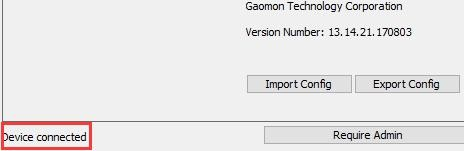 Gaomon Technology Corporation
Version Number: 13.14.21.170803
Import Config
Export Config
Device connected
Require Admin